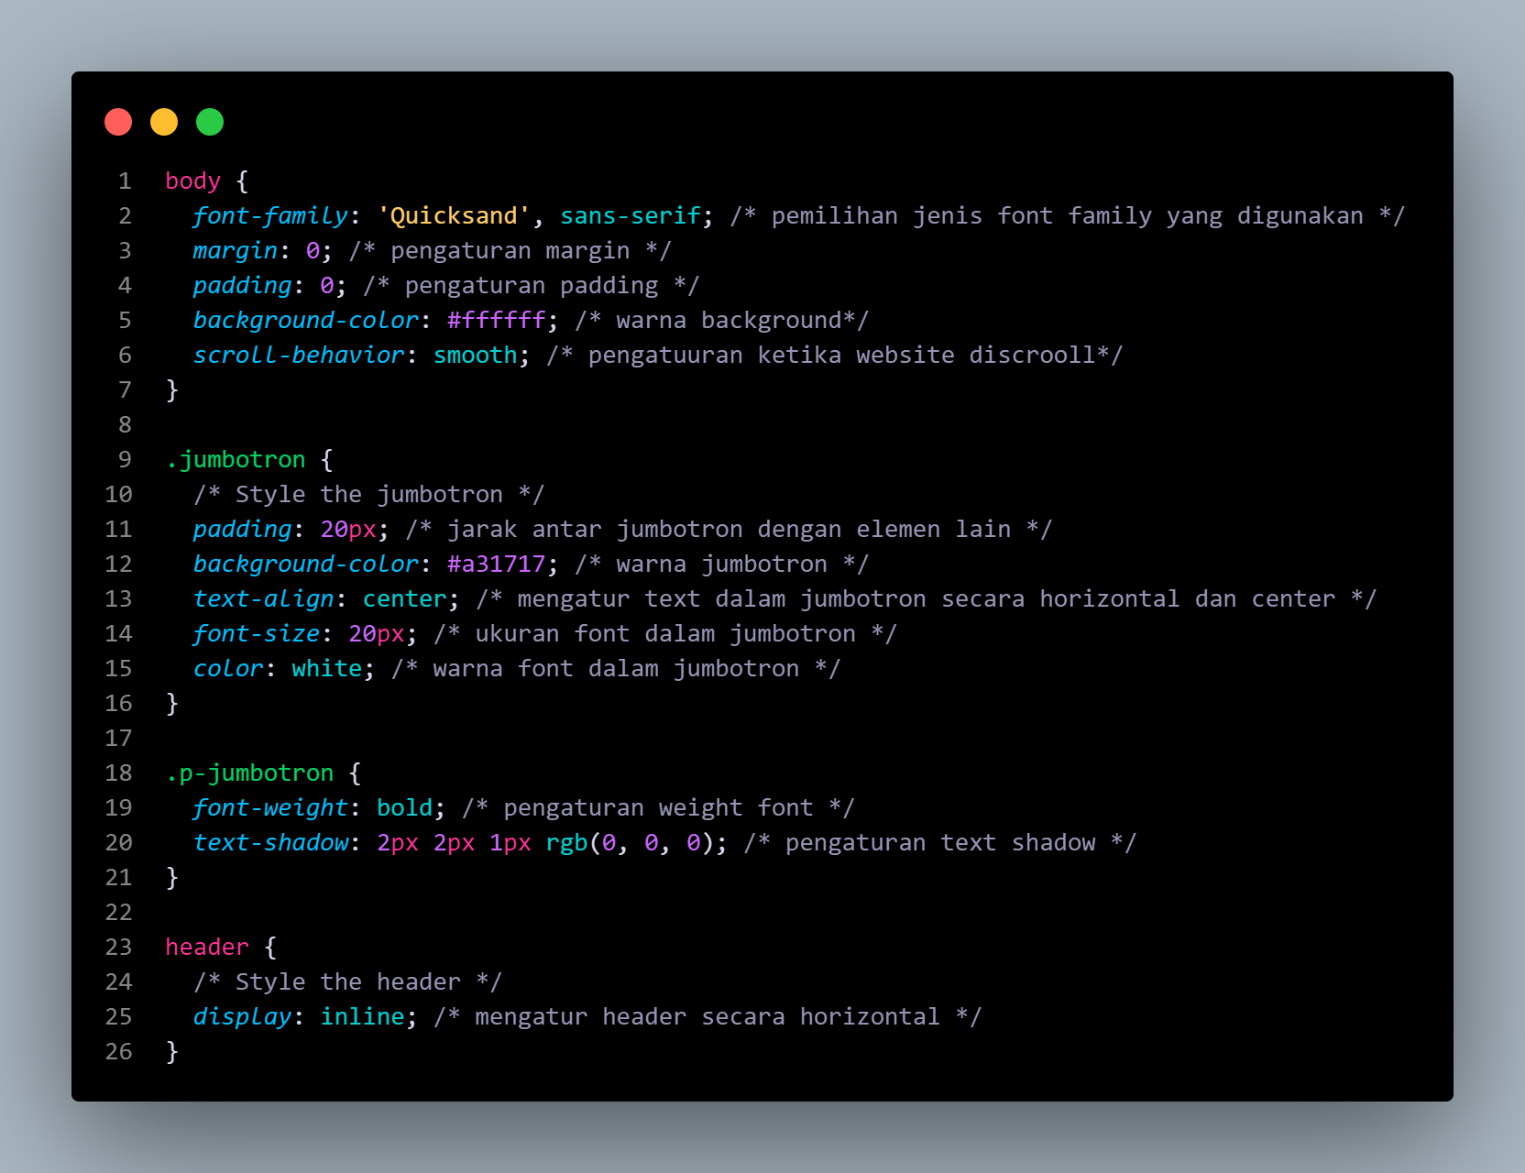 1 body {
2   font-family: 'Quicksand', sans-serif; /* pemilihan jenis font family yang digunakan */
3   margin: 0; /* pengaturan margin */
4   padding: 0; /* pengaturan padding */
5   background-color: #ffffff; /* warna background*/
6   scroll-behavior: smooth; /* pengatuuran ketika website discrooll*/
7 }
8
9 .jumbotron {
10   /* Style the jumbotron */
11   padding: 20px; /* jarak antar jumbotron dengan elemen lain */
12   background-color: #a31717; /* warna jumbotron */
13   text-align: center; /* mengatur text dalam jumbotron secara horizontal dan center */
14   font-size: 20px; /* ukuran font dalam jumbotron */
15   color: white; /* warna font dalam jumbotron */
16 }
17
18 .p-jumbotron {
19   font-weight: bold; /* pengaturan weight font */
20   text-shadow: 2px 2px 1px rgb(0, 0, 0); /* pengaturan text shadow */
21 }
22
23 header {
24   /* Style the header */
25   display: inline; /* mengatur header secara horizontal */
26 }